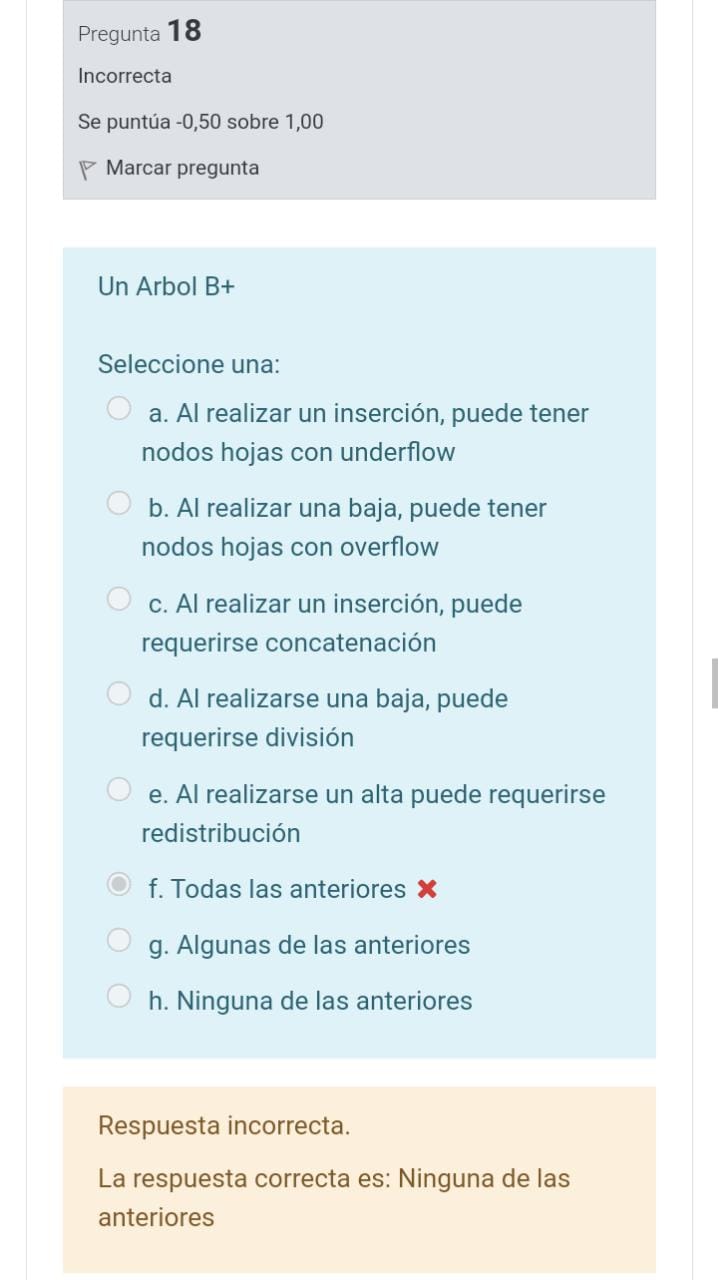 Pregunta 18
Incorrecta
Se puntúa -0,50 sobre 1,00
Marcar pregunta
Un Arbol B+
Seleccione una:
a. Al realizar un inserción, puede tener
nodos hojas con underflow
b. Al realizar una baja, puede tener
nodos hojas con overflow
c. Al realizar un inserción, puede
requerirse concatenación
d. Al realizarse una baja, puede
requerirse división
e. Al realizarse un alta puede requerirse
redistribución
f. Todas las anteriores
g. Algunas de las anteriores
h. Ninguna de las anteriores
Respuesta incorrecta.
La respuesta correcta es: Ninguna de las
anteriores